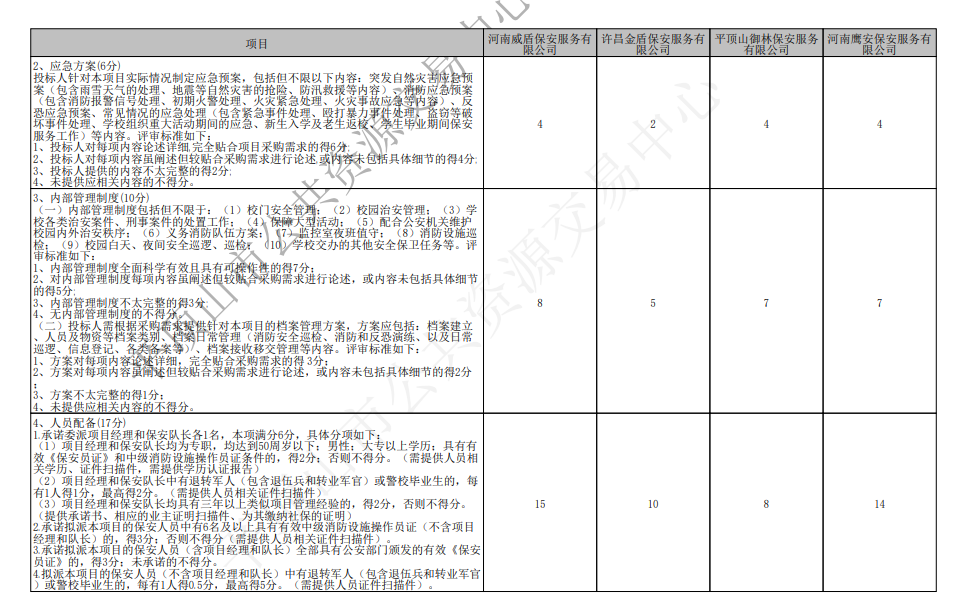 项目
河南威盾保安服务有
限公司
许昌金盾保安服务有
限公司
平顶山御林保安服务
有限公司
河南鹰安保安服务有
限公司
2、应急方案(6分)
投标人针对本项目实际情况制定应急预案，包括但不限以下内容：突发自然灾害应急预
案（包含雨雪天气的处理、地震等自然灾害的抢险、防汛救援等内容）、消防应急预案
（包含消防报警信号处理、初期火警处理、火灾紧急处理、火灾事故应急等内容）、反
恐应急预案、常见情况的应急处理（包含紧急事件处理、殴打暴力事件处理、盗窃等破
坏事件处理、学校组织重大活动期间的应急、新生入学及老生返校、学生毕业期间保安
服务工作）等内容。评审标准如下：
1、投标人对每项内容论述详细,完全贴合项目采购需求的得6分;
2、投标人对每项内容虽阐述但较贴合采购需求进行论述,或内容未包括具体细节的得4分;
3、投标人提供的内容不太完整的得2分;
4、未提供应相关内容的不得分。
4
2
4
4
3、内部管理制度(10分)
（一）内部管理制度包括但不限于：（1）校门安全管理；（2）校园治安管理；（3）学
校各类治安案件、刑事案件的处置工作；（4）保障大型活动；（5）配合公安机关维护
校园内外治安秩序；（6）义务消防队伍方案；（7）监控室夜班值守；（8）消防设施巡
检；（9）校园白天、夜间安全巡逻、巡检；（10）学校交办的其他安全保卫任务等。评
审标准如下：
1、内部管理制度全面科学有效且具有可操作性的得7分；
2、对内部管理制度每项内容虽阐述但较贴合采购需求进行论述，或内容未包括具体细节
的得5分;
3、内部管理制度不太完整的得3分;
4、无内部管理制度的不得分。
（二）投标人需根据采购需求提供针对本项目的档案管理方案，方案应包括：档案建立
、人员及物资等档案类别、档案日常管理（消防安全巡检、消防和反恐演练、以及日常
巡逻、信息登记、各类备案等）、档案接收移交管理等内容。评审标准如下：
1、方案对每项内容论述详细，完全贴合采购需求的得 3分;
2、方案对每项内容虽阐述但较贴合采购需求进行论述，或内容未包括具体细节的得2分
；
3、方案不太完整的得1分；
4、未提供应相关内容的不得分。
8
5
7
7
4、人员配备(17分)
1.承诺委派项目经理和保安队长各1名，本项满分6分，具体分项如下：
（1）项目经理和保安队长均为专职，均达到50周岁以下；男性；大专以上学历；具有有
效《保安员证》和中级消防设施操作员证条件的，得2分；否则不得分。（需提供人员相
关学历、证件扫描件，需提供学历认证报告）
（2）项目经理和保安队长中有退转军人（包含退伍兵和转业军官）或警校毕业生的，每
有1人得1分，最高得2分。（需提供人员相关证件扫描件）
（3）项目经理和保安队长均具有三年以上类似项目管理经验的，得2分，否则不得分。
（提供承诺书、相应的业主证明扫描件、为其缴纳社保的证明）
2.承诺拟派本项目的保安人员中有6名及以上具有有效中级消防设施操作员证（不含项目
经理和队长）的，得3分；否则不得分（需提供人员相关证件扫描件）。
3.承诺拟派本项目的保安人员（含项目经理和队长）全部具有公安部门颁发的有效《保安
员证》的，得3分；未承诺的不得分。
4.拟派本项目的保安人员（不含项目经理和队长）中有退转军人（包含退伍兵和转业军官
）或警校毕业生的，每有1人得0.5分，最高得5分。（需提供人员证件扫描件）。
15
10
8
14